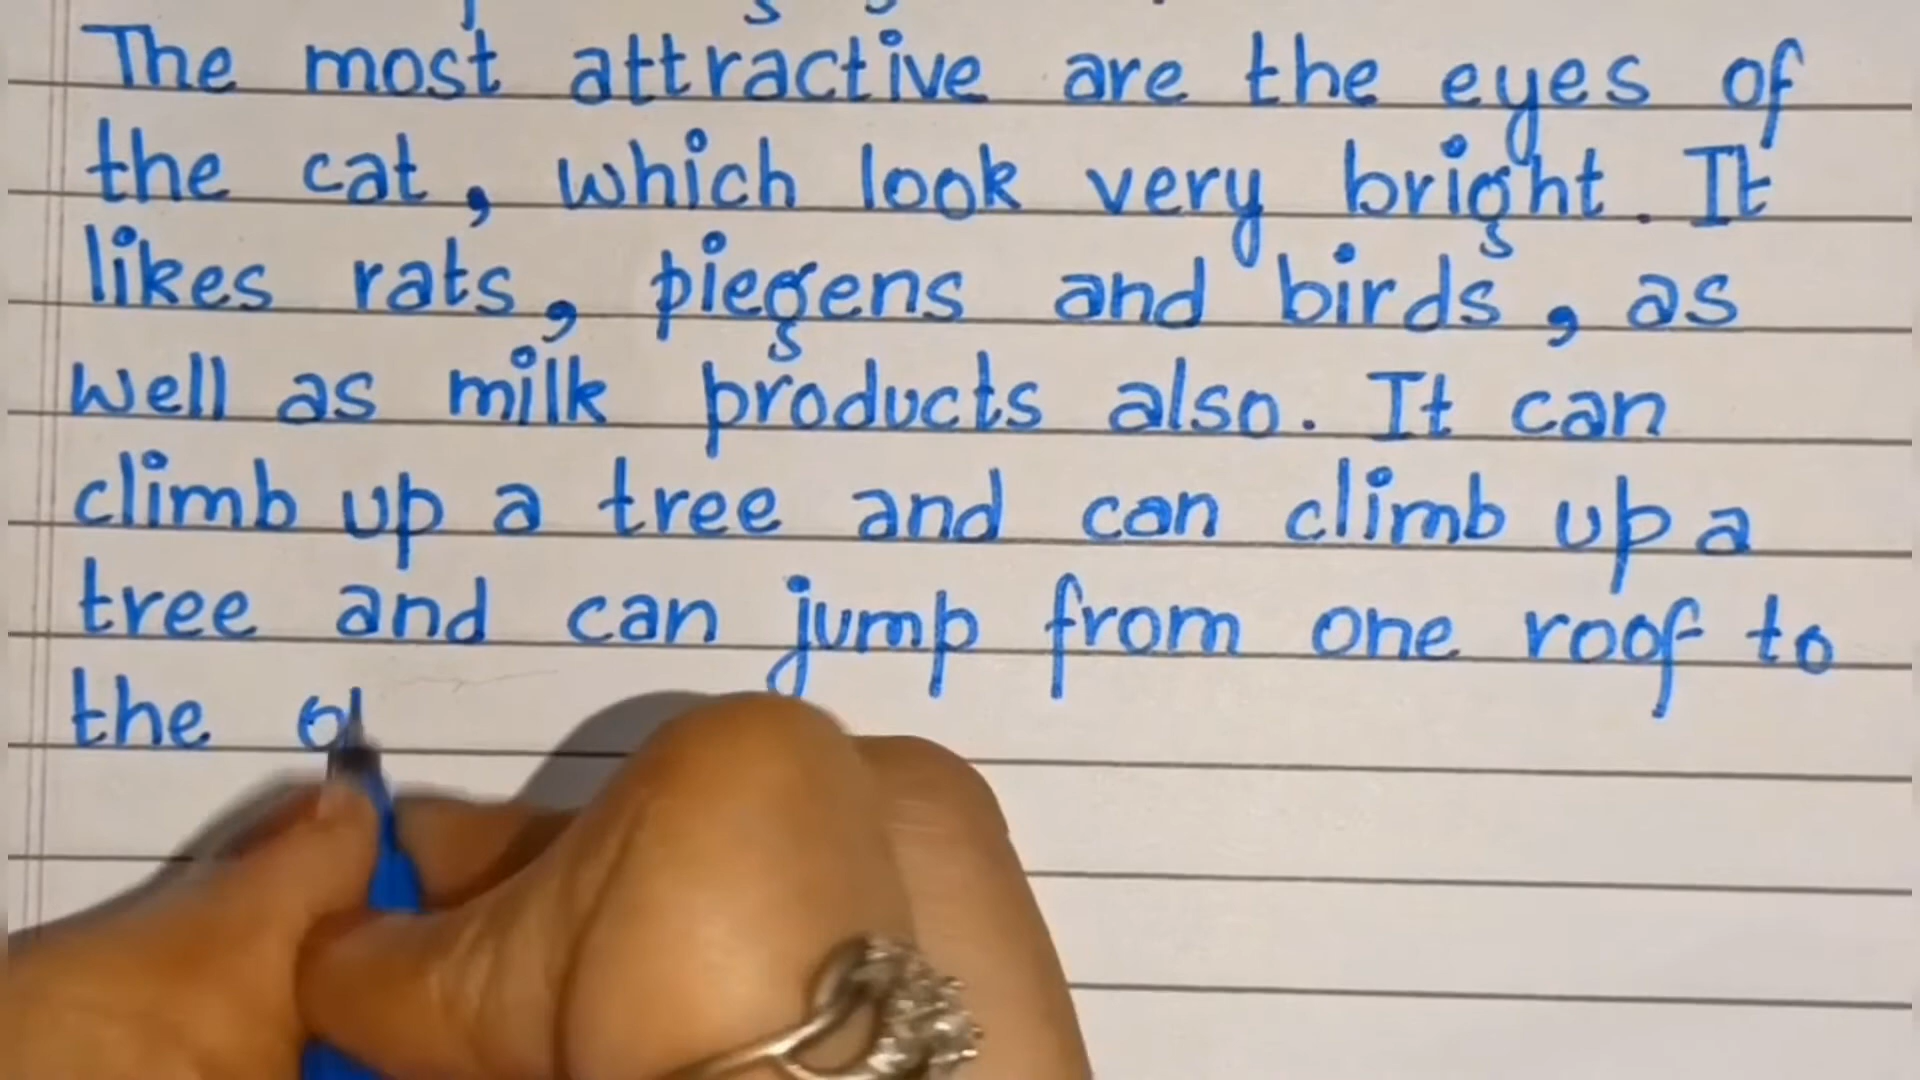 The most attractive are the eyes of
the cat, which look very bright. It
likes rats, piegens and birds, as
well as milk products also. It can
climb up a tree and can climb up a
tree and can jump from one roof to
the